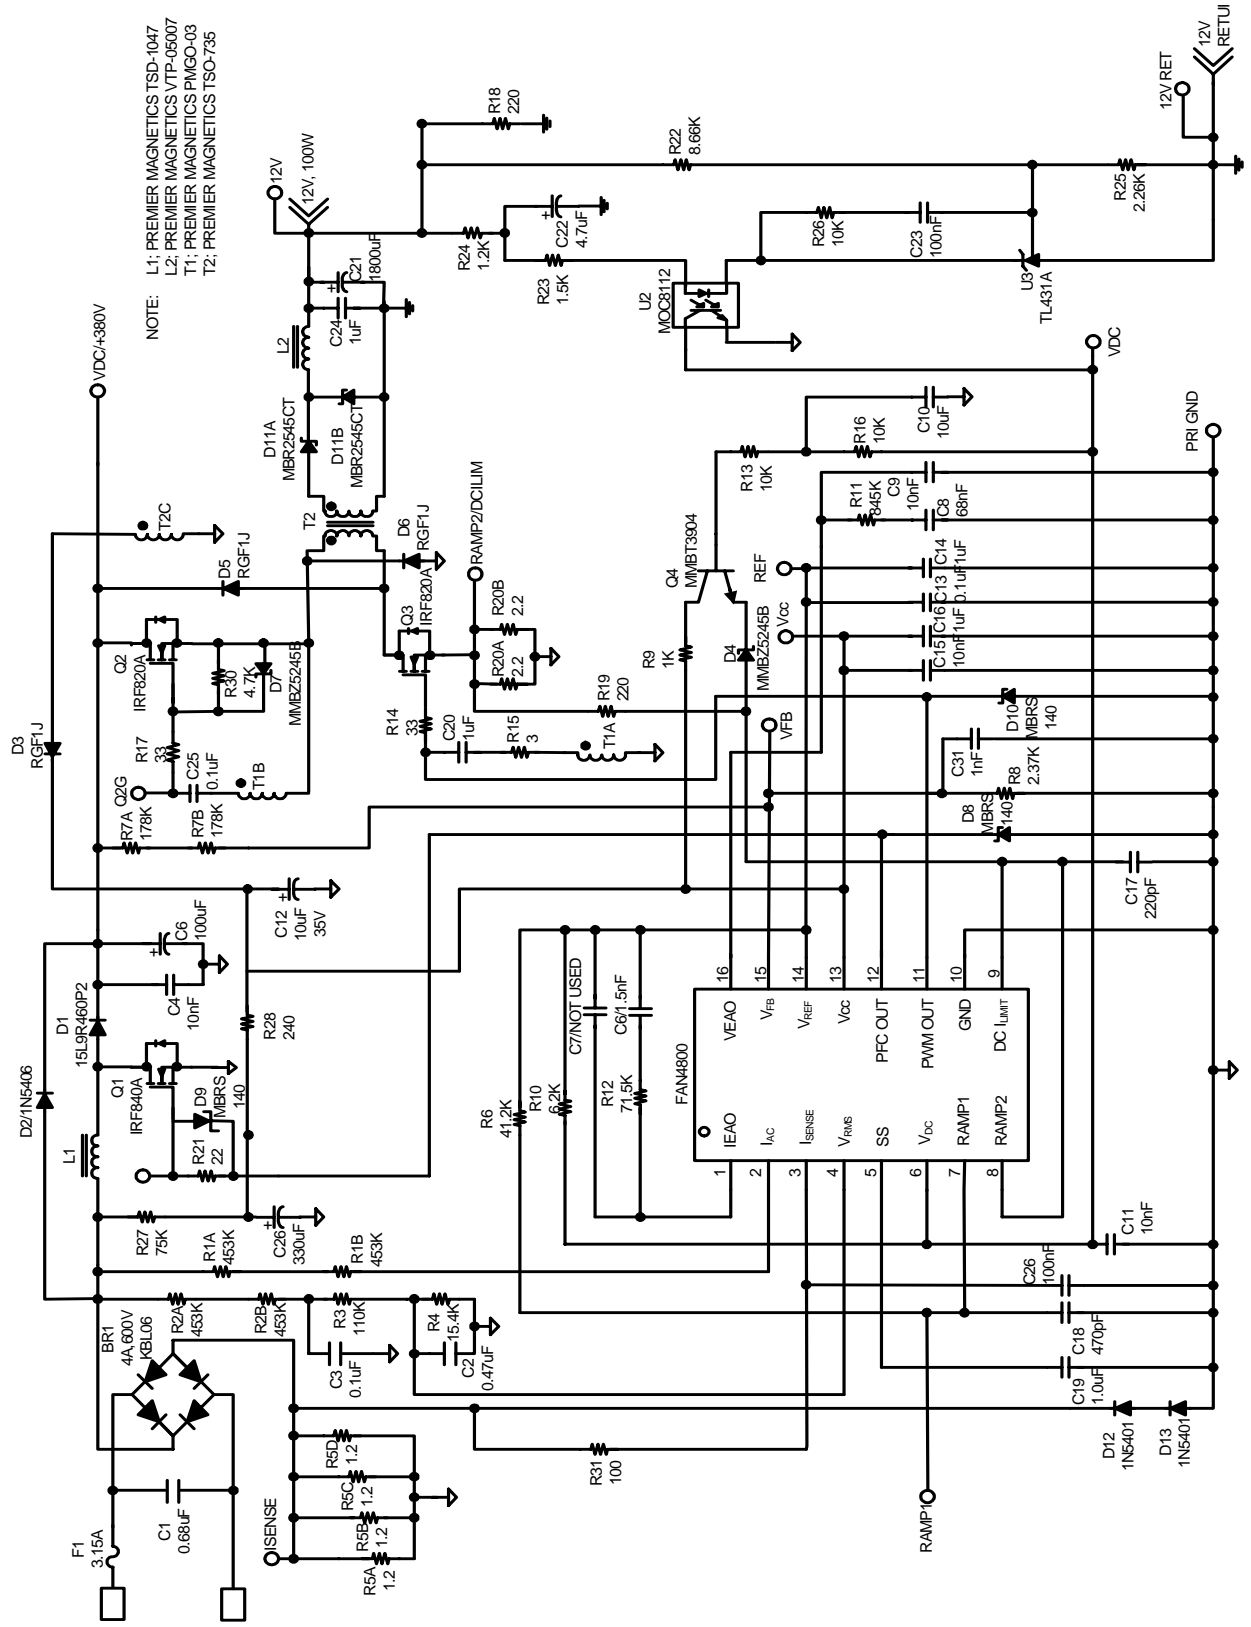 NOTE:
L1; PREMIER MAGNETICS TSD-1047
L2; PREMIER MAGNETICS VTP-05007
T1; PREMIER MAGNETICS PMGO-03
T2; PREMIER MAGNETICS TSO-735
F1
3.15A
C1
0.68uF
BR1
4A,600V
KBL06
D2/1N5406
L1
Q1
IRF840A
D1
15L9R460P2
D9
MBRS
140
R21
22
C4
10nF
C6
100uF
D3
RGF1J
R27
75K
C26
330uF
R28
240
C12
10uF
35V
R1A
453K
R1B
453K
R2A
453K
R2B
453K
R3
110K
R4
15.4K
C3
0.1uF
C2
0.47uF
ISENSE
R5A
1.2
R5B
1.2
R5C
1.2
R5D
1.2
R31
100
R7A
178K
R7B
178K
Q2G
R17
33
C25
0.1uF
T1B
Q2
IRF820A
R30
4.7K
D7
MMBZ5245B
D5
RGF1J
T2C
VDC/+380V
T2
D6
RGF1J
Q3
IRF820A
R14
33
C20
1uF
R15
3
T1A
R20A
2.2
R20B
2.2
RAMP2/DCILIM
R19
220
D11A
MBR2545CT
D11B
MBR2545CT
L2
C24
1uF
C21
1800uF
12V
12V, 100W
R18
220
R24
1.2K
C22
4.7uF
R23
1.5K
R22
8.66K
U2
MOC8112
R26
10K
C23
100nF
U3
TL431A
R25
2.26K
12V RET
12V
RETUI
VDC
PRI GND
C10
10uF
R16
10K
R13
10K
Q4
MMBT3904
R9
1K
D4
MMBZ5245B
VFB
REF
Vcc
C9
10nF
R11
845K
C8
68nF
C14
1uF
C13
0.1uF
C16
1uF
C15
10nF
D10
MBRS
140
C31
1nF
R8
2.37K
D8
MBRS
140
C17
220pF
R6
41.2K
R10
6.2K
C7/NOT USED
C6/1.5nF
R12
71.5K
FAN4800
1 IEAO
2 IAC
3 ISENSE
4 VRMS
5 SS
6 VDC
7 RAMP1
8 RAMP2
16 VEAO
15 VFB
14 VREF
13 Vcc
12 PFC OUT
11 PWM OUT
10 GND
9 DC ILIMIT
C11
10nF
C26
100nF
C18
470pF
C19
1.0uF
D12
1N5401
D13
1N5401
RAMP1